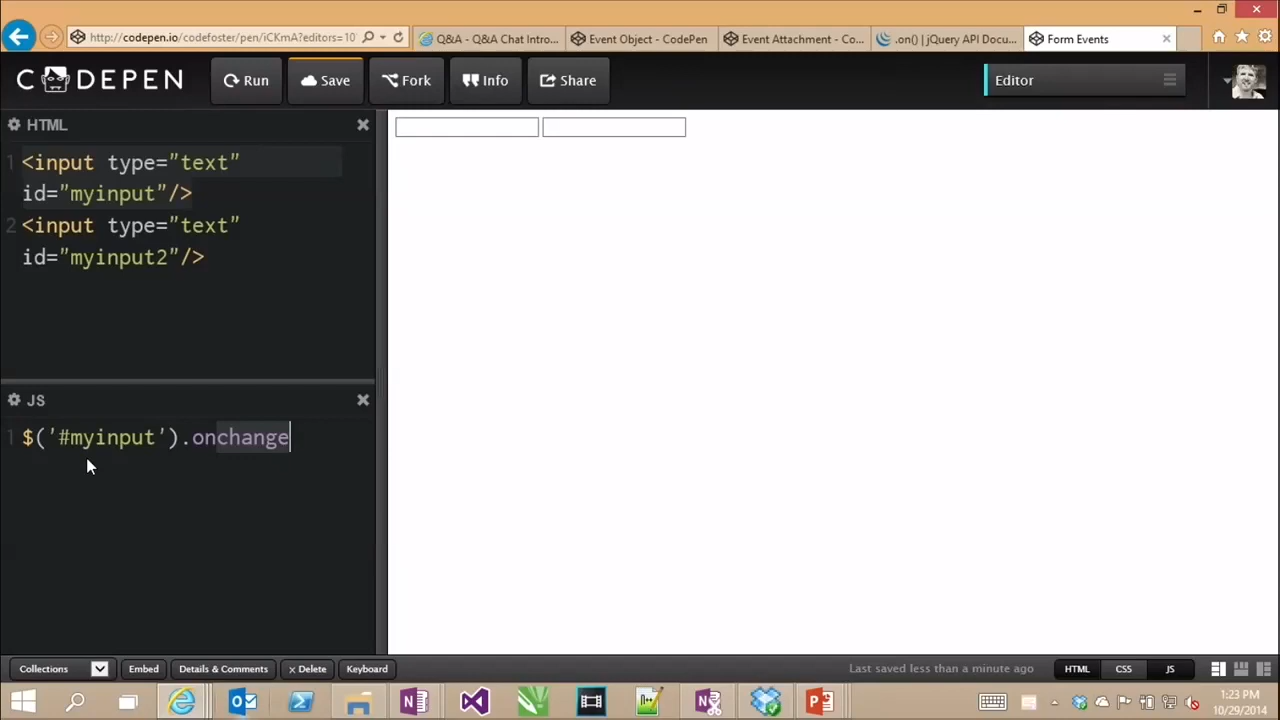 http://codepen.io/codefoster/pen/iCKmA?editors=10
Q&A - Q&A Chat Intro...
Event Object - CodePen
Event Attachment - Co...
.on() | jQuery API Docu...
Form Events
CODEPEN
Run
Save
Fork
Info
Share
Editor
HTML
1 <input type="text"
id="myinput"/>
2 <input type="text"
id="myinput2"/>
JS
1 $('#myinput').onchange
Collections
Embed
Details & Comments
x Delete
Keyboard
Last saved less than a minute ago
HTML
CSS
JS
1:23 PM
10/29/2014